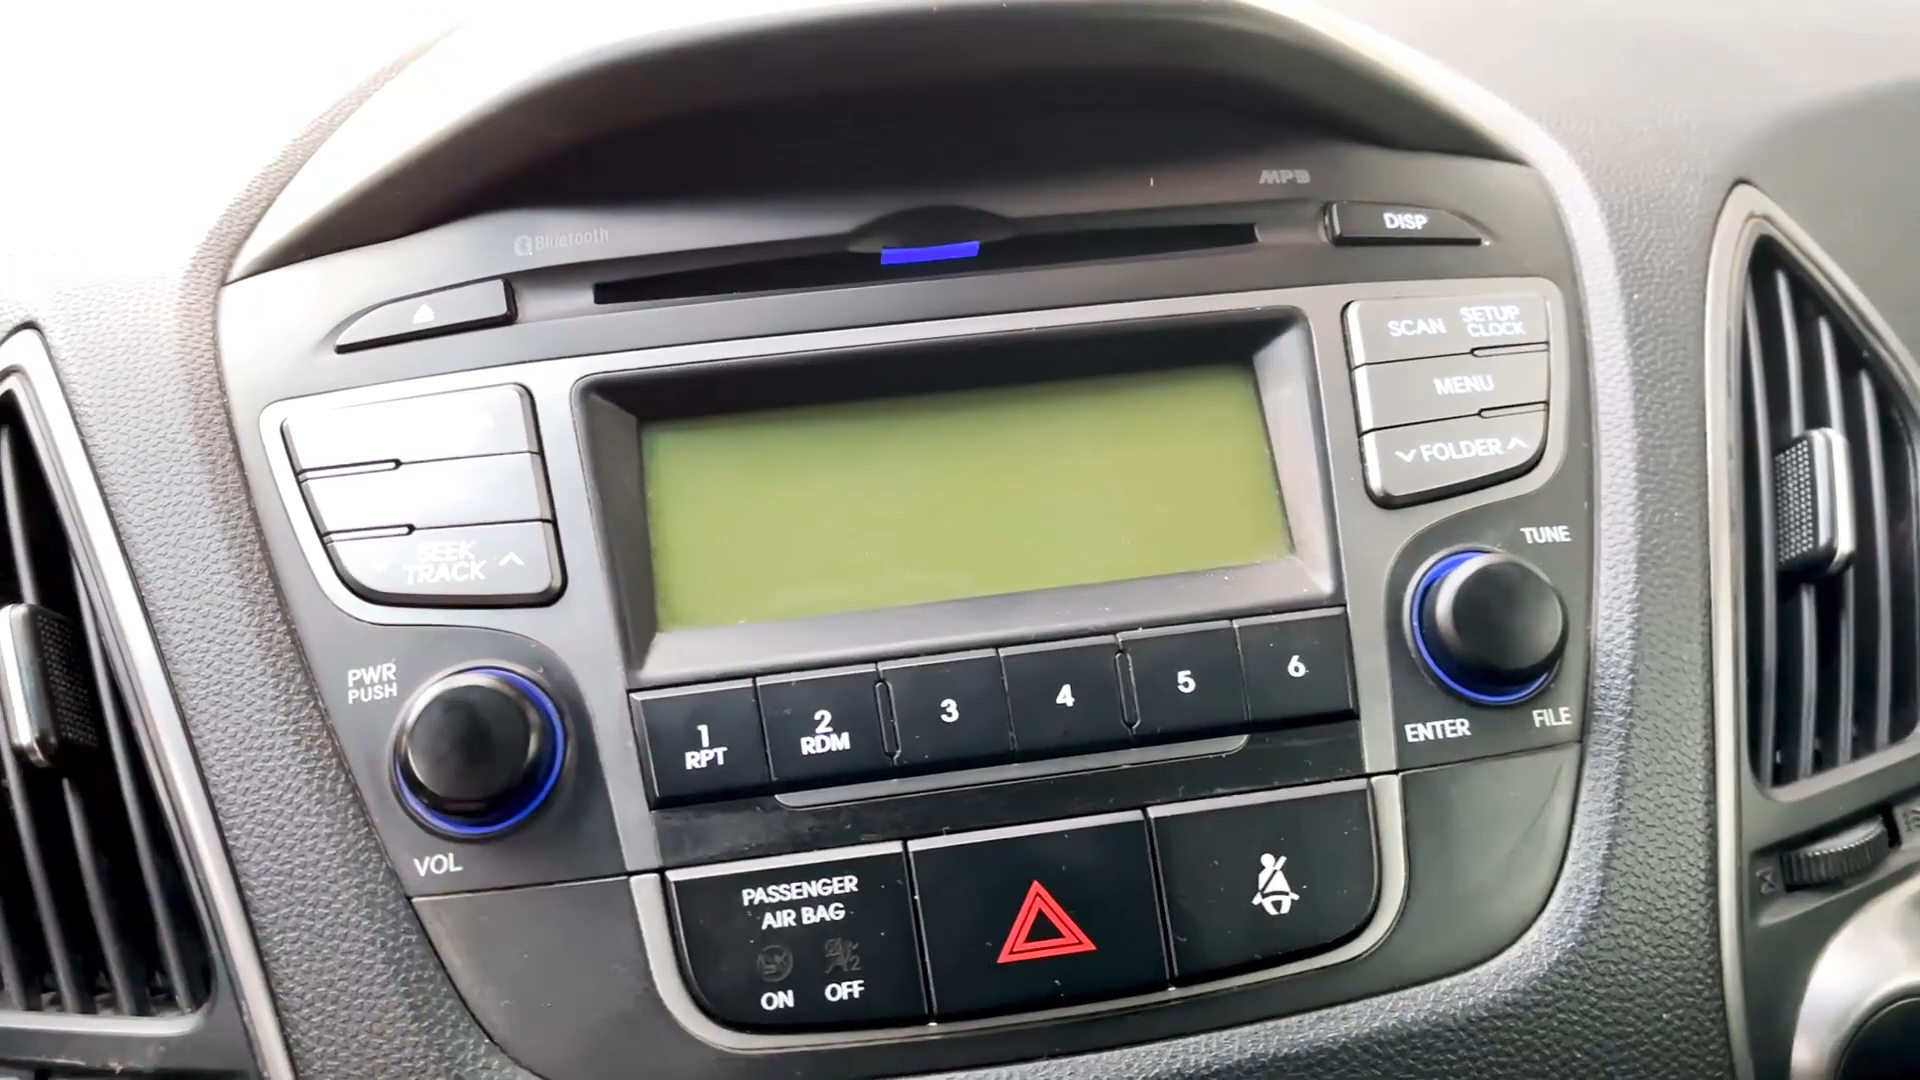 MP3
Bluetooth
DISP
SCAN
SETUP
CLOCK
MENU
FOLDER
SEEK
TRACK
TUNE
PWR
PUSH
1
RPT
2
RDM
3
4
5
6
ENTER
FILE
VOL
PASSENGER
AIR BAG
ON
OFF